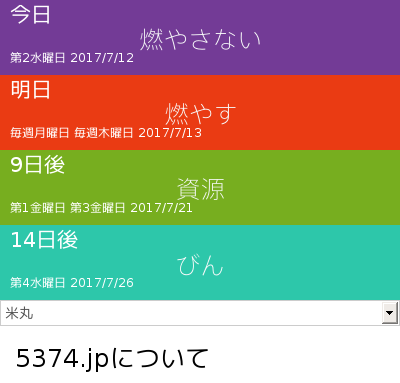 今日
燃やさない
第2水曜日 2017/7/12
明日
燃やす
毎週月曜日 毎週木曜日 2017/7/13
9日後
資源
第1金曜日 第3金曜日 2017/7/21
14日後
びん
第4水曜日 2017/7/26
米丸
5374.jpについて